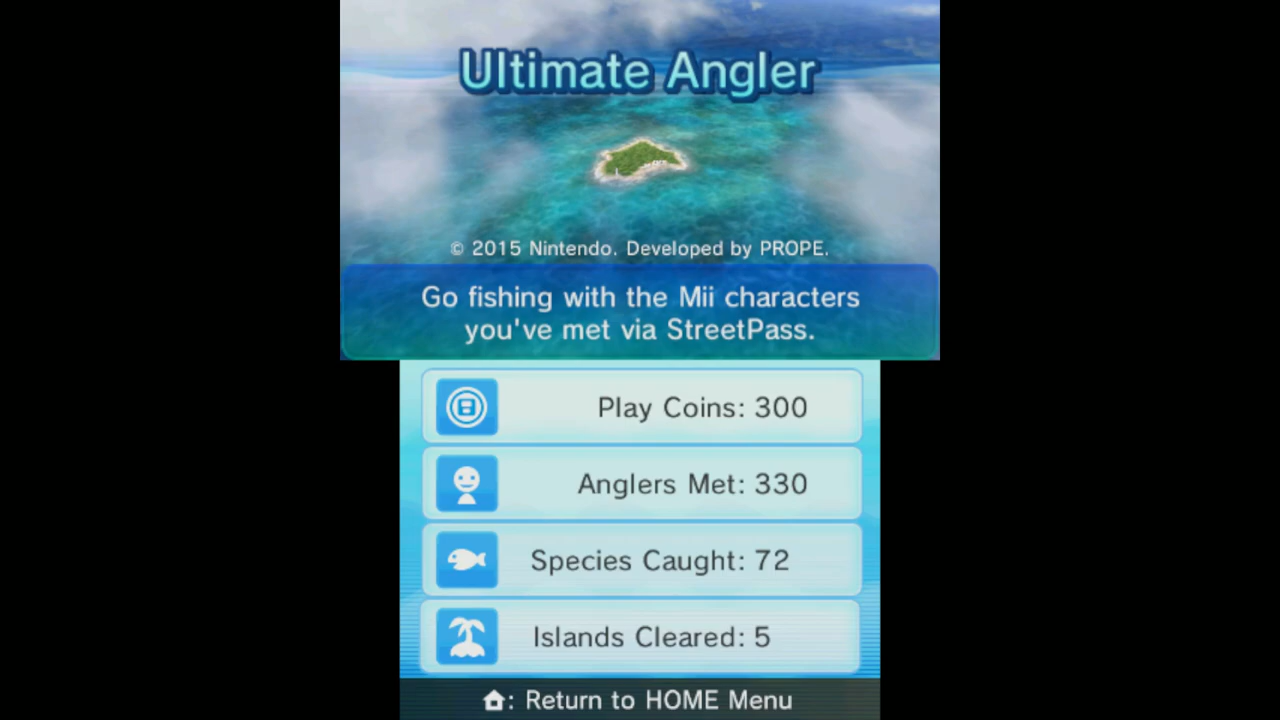 Ultimate Angler
© 2015 Nintendo. Developed by PROPE.
Go fishing with the Mii characters
you've met via StreetPass.
Play Coins: 300
Anglers Met: 330
Species Caught: 72
Islands Cleared: 5
: Return to HOME Menu